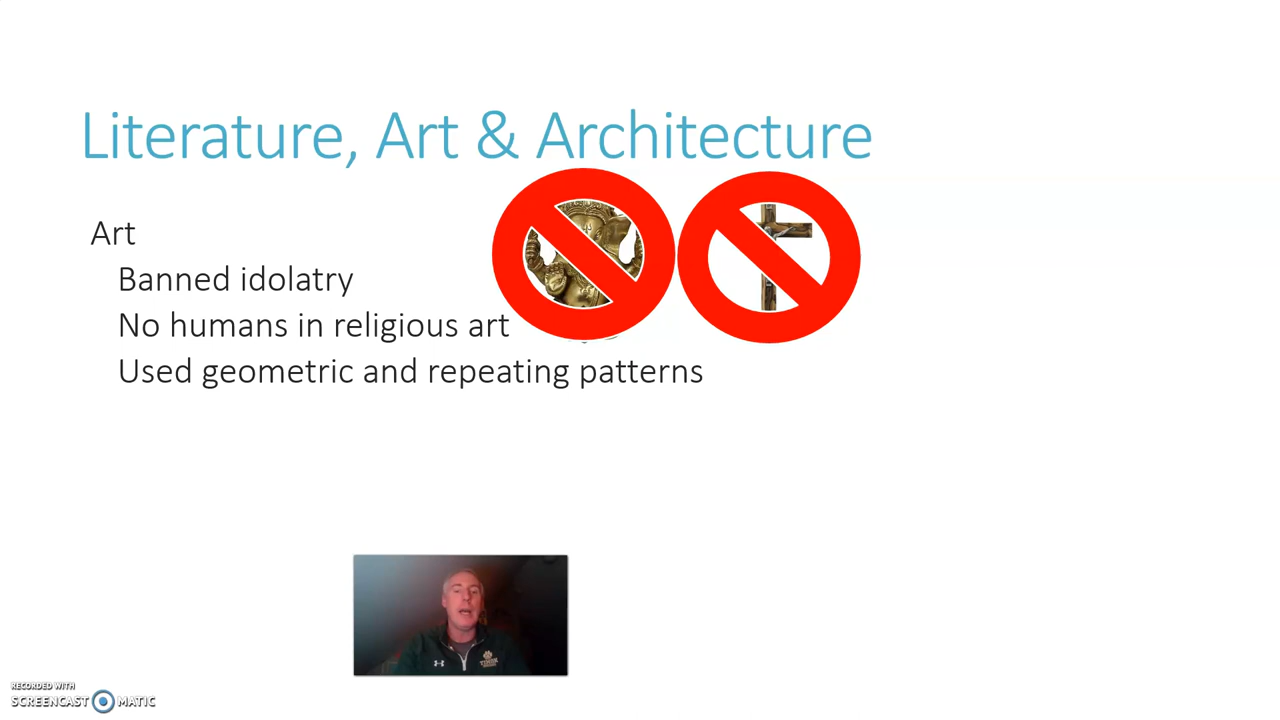 Literature, Art & Architecture
Art
Banned idolatry
No humans in religious art
Used geometric and repeating patterns
RECORDED WITH
SCREENCAST MATIC